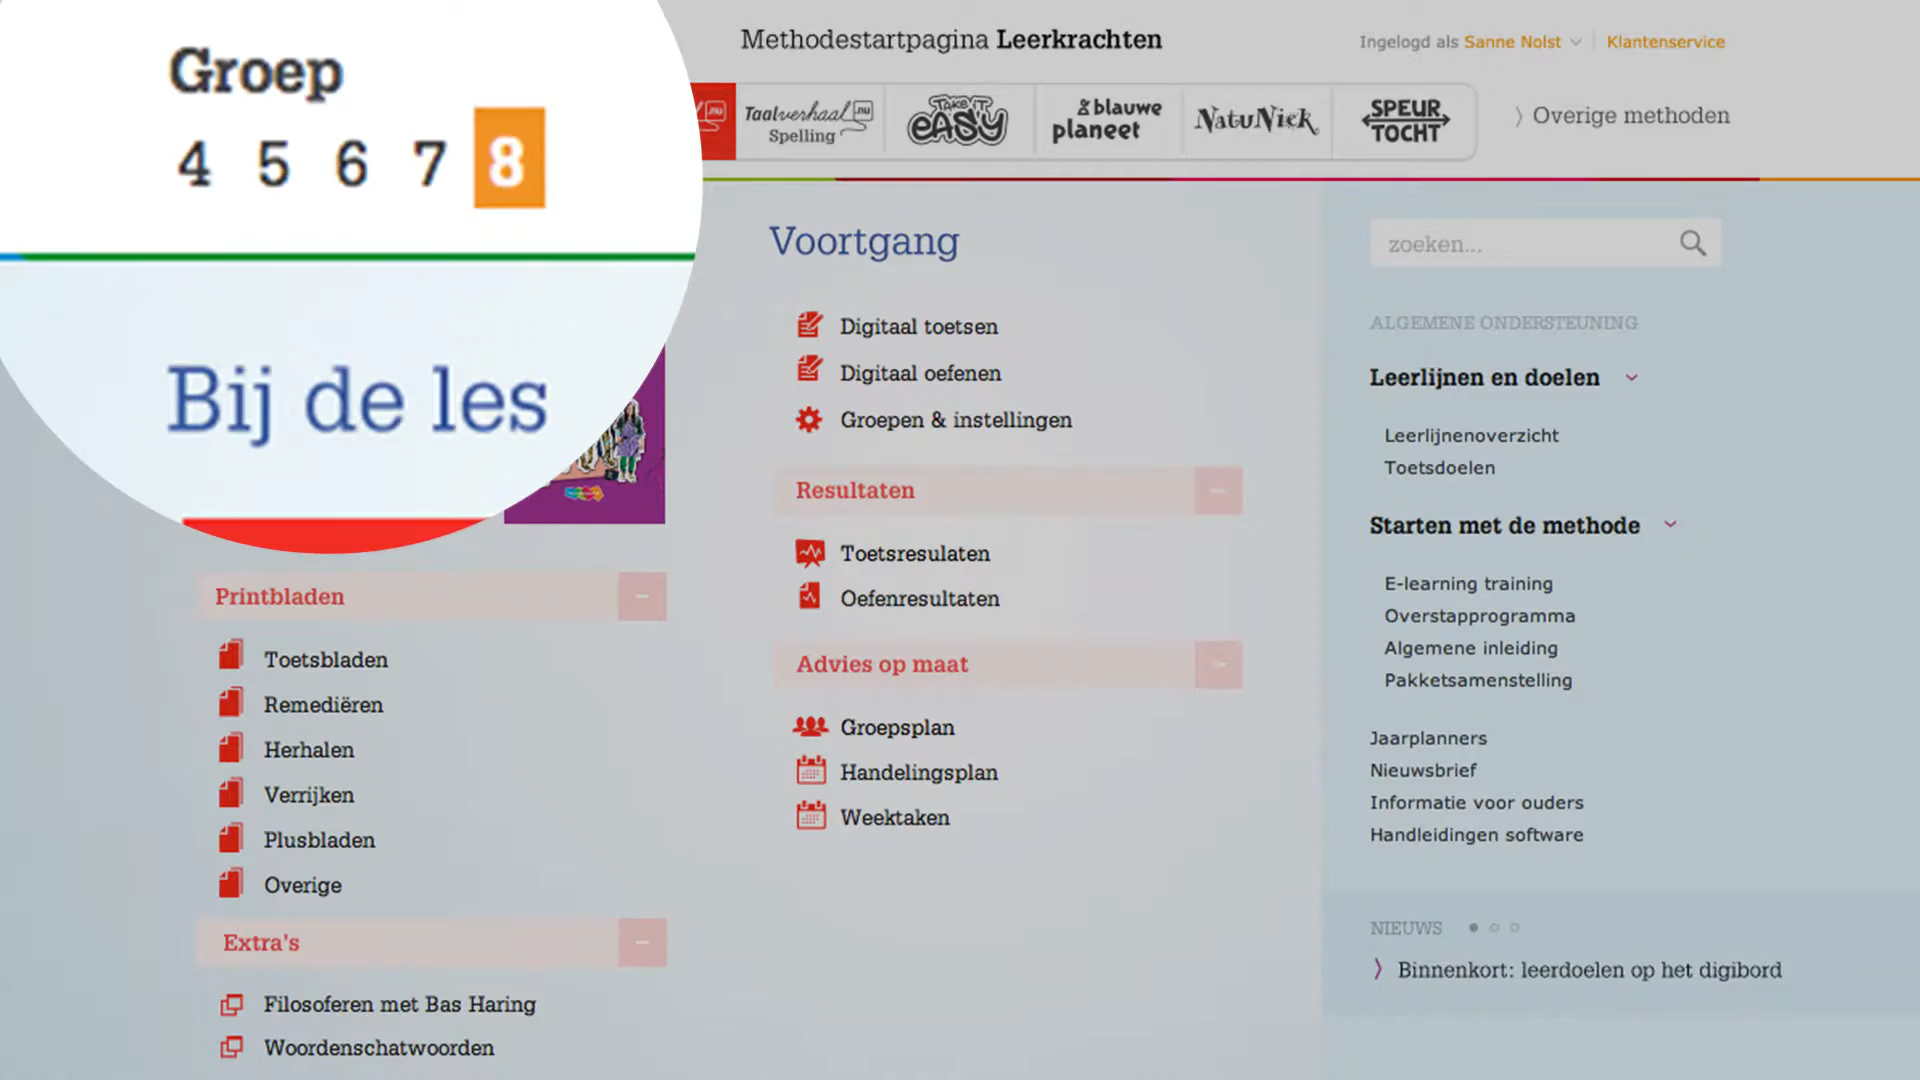 Groep
4 5 6 7 8
Bij de les
Methodestartpagina Leerkrachten
Ingelogd als Sanne Nolst
Klantenservice
.nu
Taalverhaal.nu
Spelling
TAKE IT
EASY
de blauwe
planeet
NatuNiek
SPEUR
TOCHT
Overige methoden
Printbladen
Toetsbladen
Remediëren
Herhalen
Verrijken
Plusbladen
Overige
Extra's
Filosoferen met Bas Haring
Woordenschatwoorden
Voortgang
Digitaal toetsen
Digitaal oefenen
Groepen & instellingen
Resultaten
Toetsresulaten
Oefenresultaten
Advies op maat
Groepsplan
Handelingsplan
Weektaken
zoeken...
ALGEMENE ONDERSTEUNING
Leerlijnen en doelen
Leerlijnenoverzicht
Toetsdoelen
Starten met de methode
E-learning training
Overstapprogramma
Algemene inleiding
Pakketsamenstelling
Jaarplanners
Nieuwsbrief
Informatie voor ouders
Handleidingen software
NIEUWS
Binnenkort: leerdoelen op het digibord